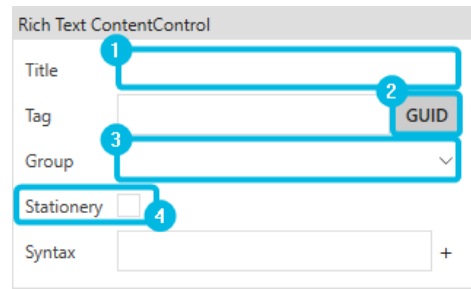 Rich Text ContentControl
1
Title
2
Tag GUID
3
Group
Stationery 4
Syntax +